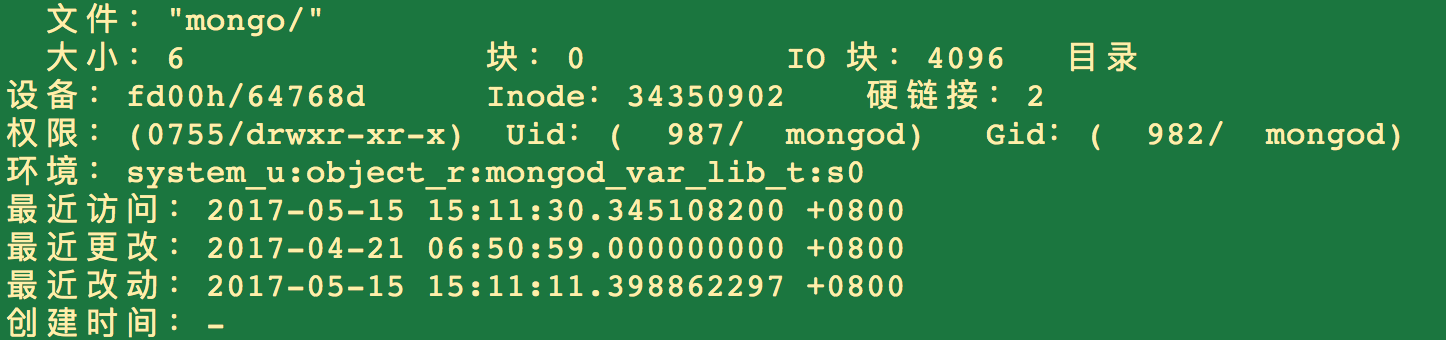 文件："mongo/"
大小：6 块：0 IO 块：4096 目录
设备：fd00h/64768d Inode：34350902 硬链接：2
权限：(0755/drwxr-xr-x) Uid：( 987/ mongod) Gid：( 982/ mongod)
环境：system_u:object_r:mongod_var_lib_t:s0
最近访问：2017-05-15 15:11:30.345108200 +0800
最近更改：2017-04-21 06:50:59.000000000 +0800
最近改动：2017-05-15 15:11:11.398862297 +0800
创建时间：-